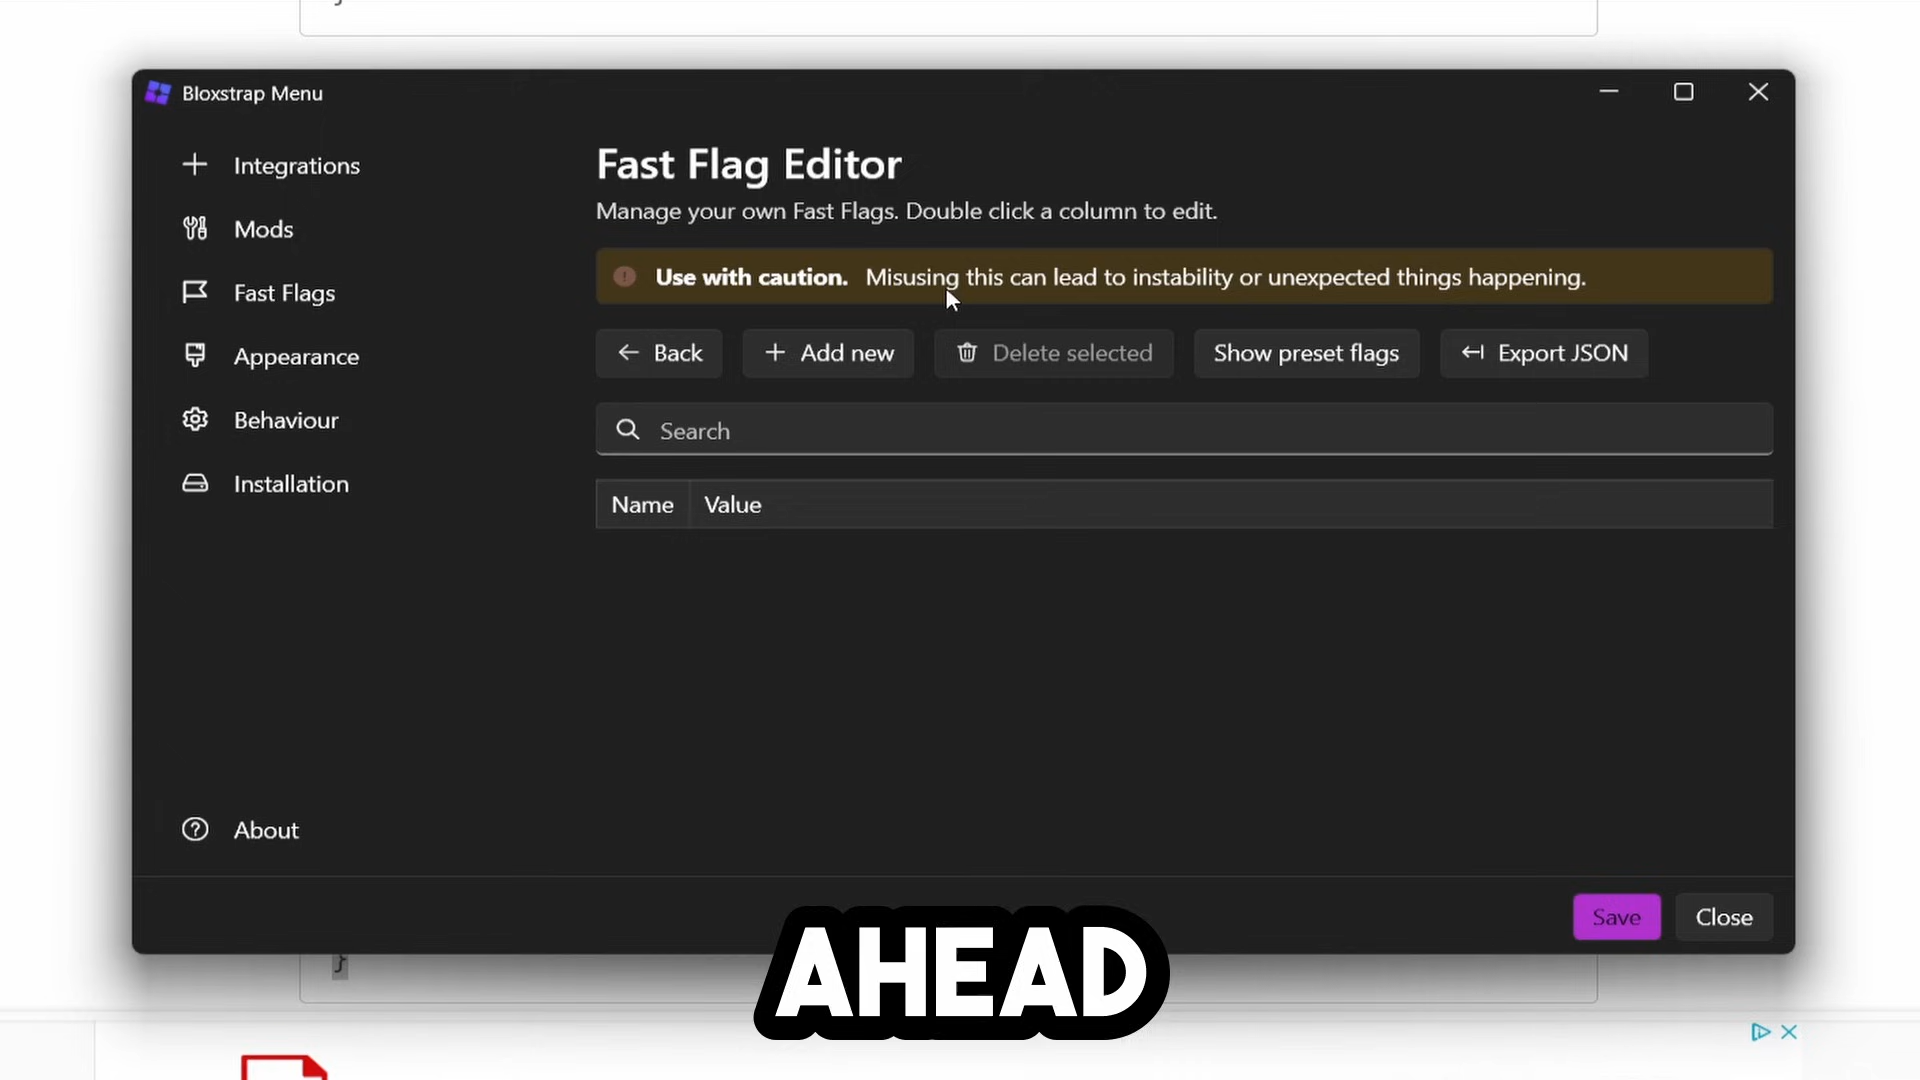 }
Bloxstrap Menu
Integrations
Mods
Fast Flags
Appearance
Behaviour
Installation
About
Fast Flag Editor
Manage your own Fast Flags. Double click a column to edit.
Use with caution. Misusing this can lead to instability or unexpected things happening.
Back
Add new
Delete selected
Show preset flags
Export JSON
Search
Name Value
Save
Close
}
AHEAD